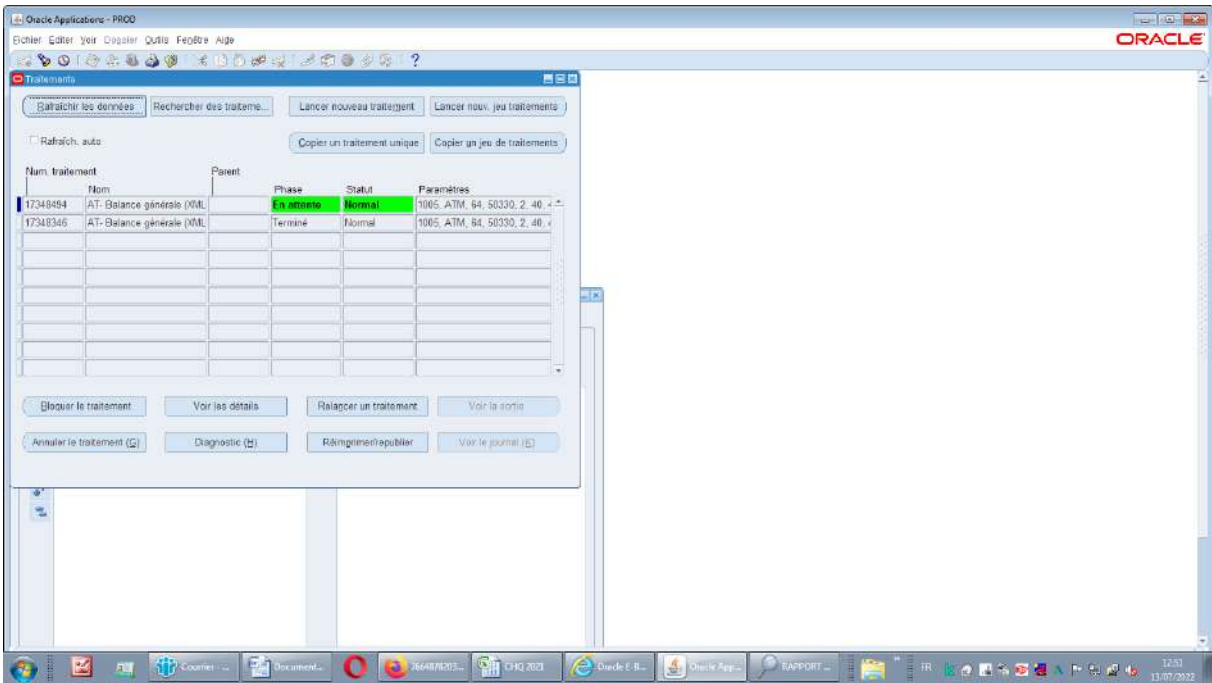 Oracle Applications - PROD
Fichier Editer Voir Dossier Outils Fenêtre Aide
ORACLE
Traitements
Rafraîchir les données Rechercher des traiteme... Lancer nouveau traitement Lancer nouv. jeu traitements
Rafraîch. auto Copier un traitement unique Copier un jeu de traitements
Num. traitement Parent
Nom Phase Statut Paramètres
17348494 AT- Balance générale (XML En attente Normal 1005, ATM, 64, 50330, 2, 40, 4
17348346 AT- Balance générale (XML Terminé Normal 1005, ATM, 64, 50330, 2, 40, 4
Bloquer le traitement Voir les détails Relancer un traitement Voir la sortie
Annuler le traitement (G) Diagnostic (H) Réimprimer/republier Voir le journal (K)
Courrier - ... Document... CHQ 2021 Oracle E-B... Oracle App... RAPPORT ... FR 12:51
13/07/2022